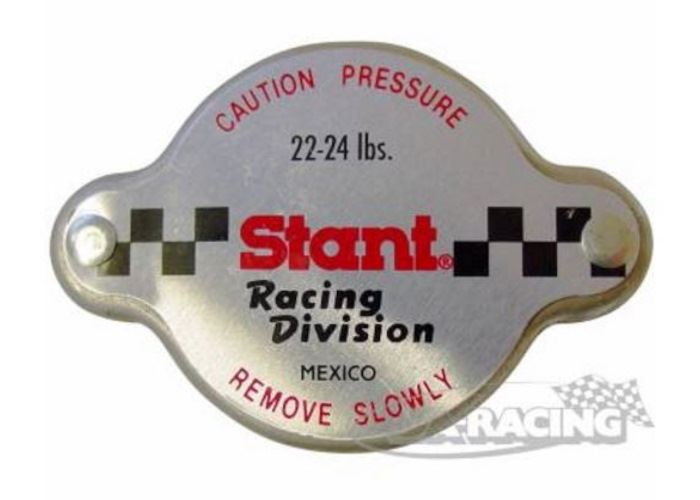 CAUTION PRESSURE
22-24 lbs.
Stant®
Racing
Division
MEXICO
REMOVE SLOWLY
RACING